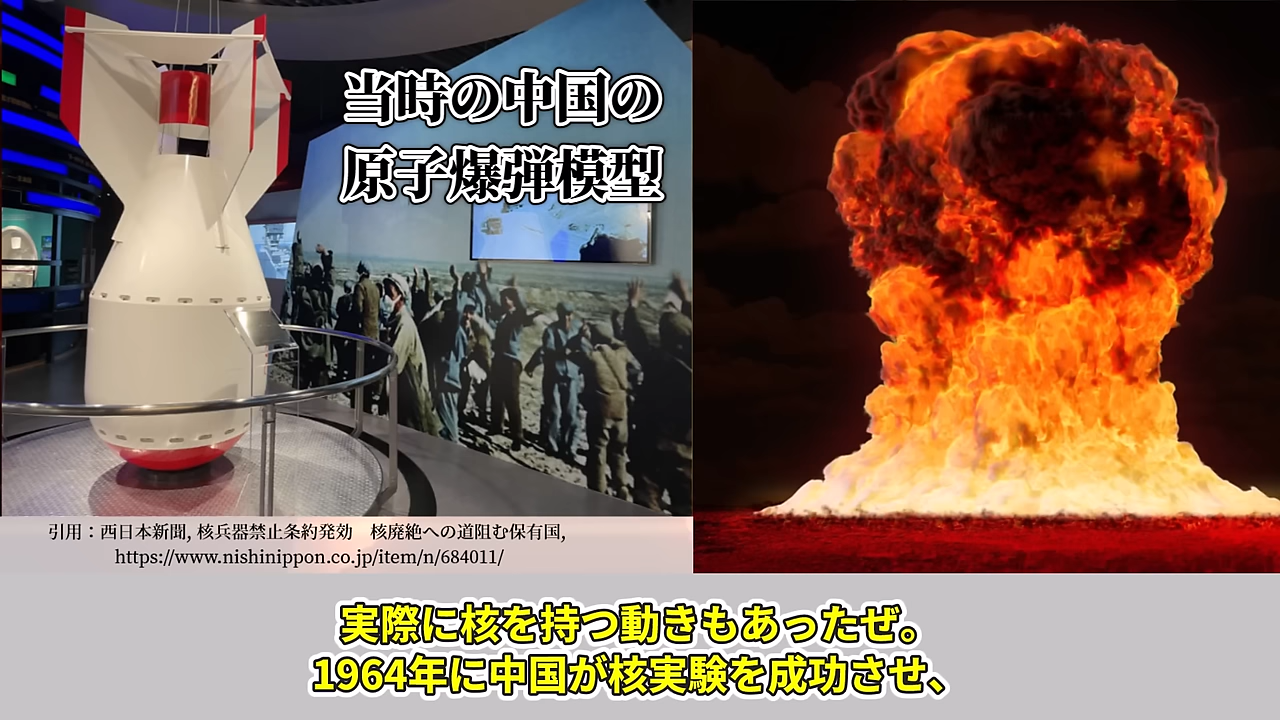 当時の中国の
原子爆弾模型
引用：西日本新聞, 核兵器禁止条約発効　核廃絶への道阻む保有国,
https://www.nishinippon.co.jp/item/n/684011/
実際に核を持つ動きもあったぜ。
1964年に中国が核実験を成功させ、